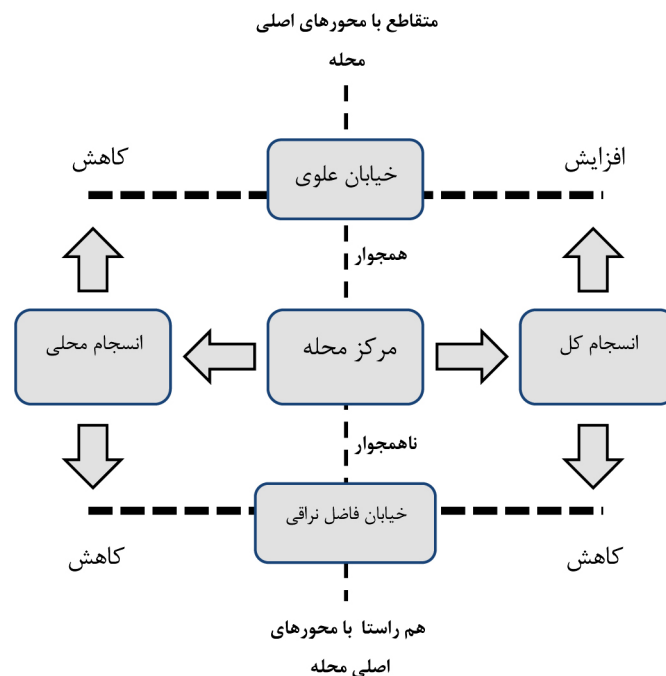 متقاطع با محورهای اصلی
محله
افزایش
خیابان علوی
کاهش
همجوار
انسجام کل
مرکز محله
انسجام محلی
ناهمجوار
خیابان فاضل نراقی
کاهش
کاهش
هم راستا با محورهای
اصلی محله